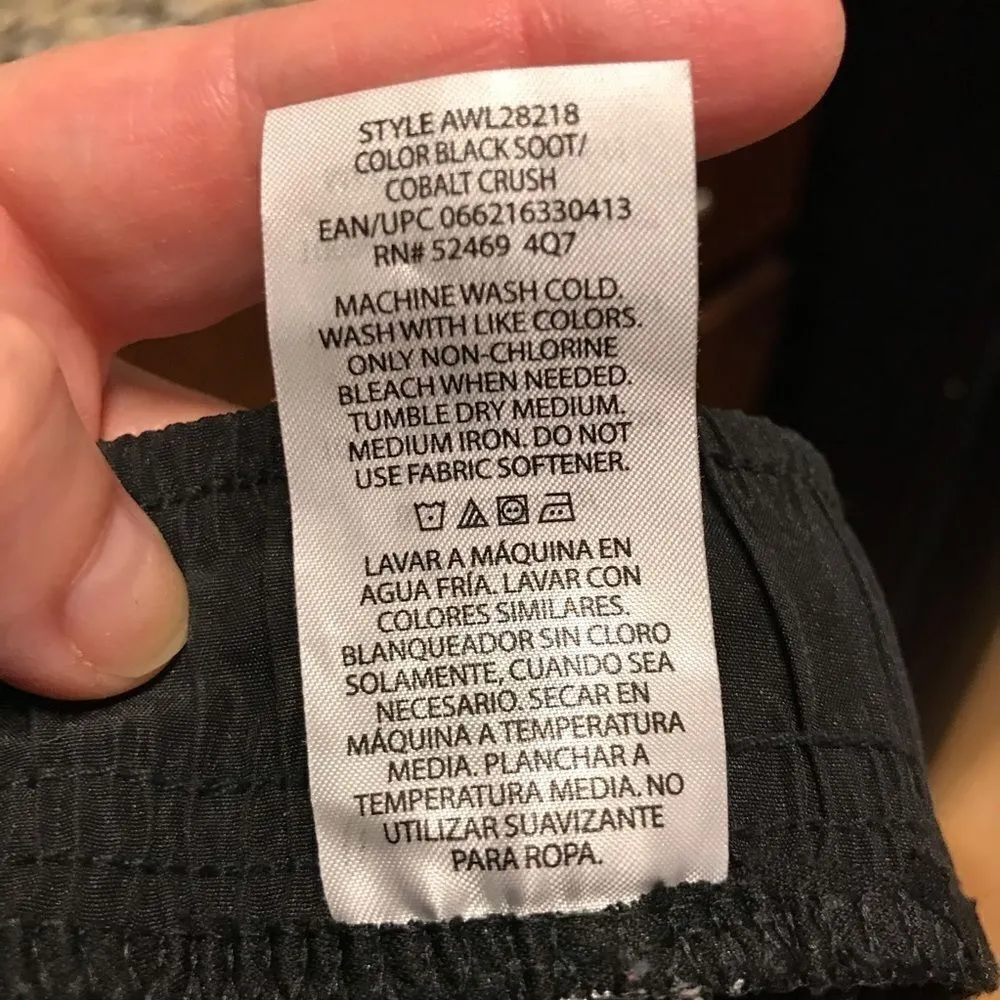 STYLE AWL28218
COLOR BLACK SOOT/
COBALT CRUSH
EAN/UPC 066216330413
RN# 52469 4Q7
MACHINE WASH COLD.
WASH WITH LIKE COLORS.
ONLY NON-CHLORINE
BLEACH WHEN NEEDED.
TUMBLE DRY MEDIUM.
MEDIUM IRON. DO NOT
USE FABRIC SOFTENER.
LAVAR A MÁQUINA EN
AGUA FRÍA. LAVAR CON
COLORES SIMILARES.
BLANQUEADOR SIN CLORO
SOLAMENTE, CUANDO SEA
NECESARIO. SECAR EN
MÁQUINA A TEMPERATURA
MEDIA. PLANCHAR A
TEMPERATURA MEDIA. NO
UTILIZAR SUAVIZANTE
PARA ROPA.